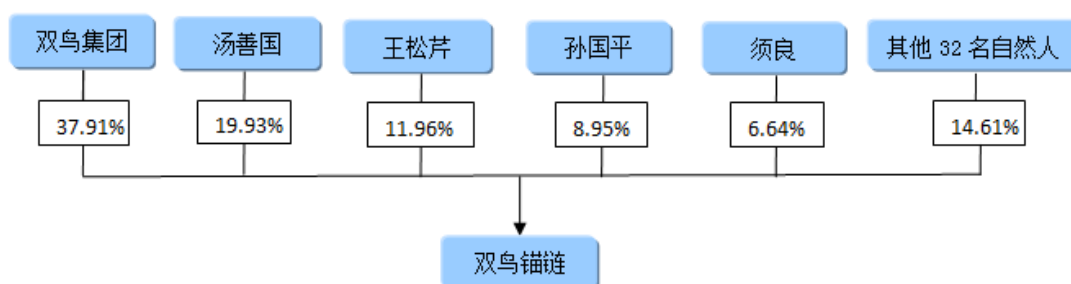 双鸟集团
汤善国
王松芹
孙国平
须良
其他 32 名自然人
37.91%
19.93%
11.96%
8.95%
6.64%
14.61%
双鸟锚链